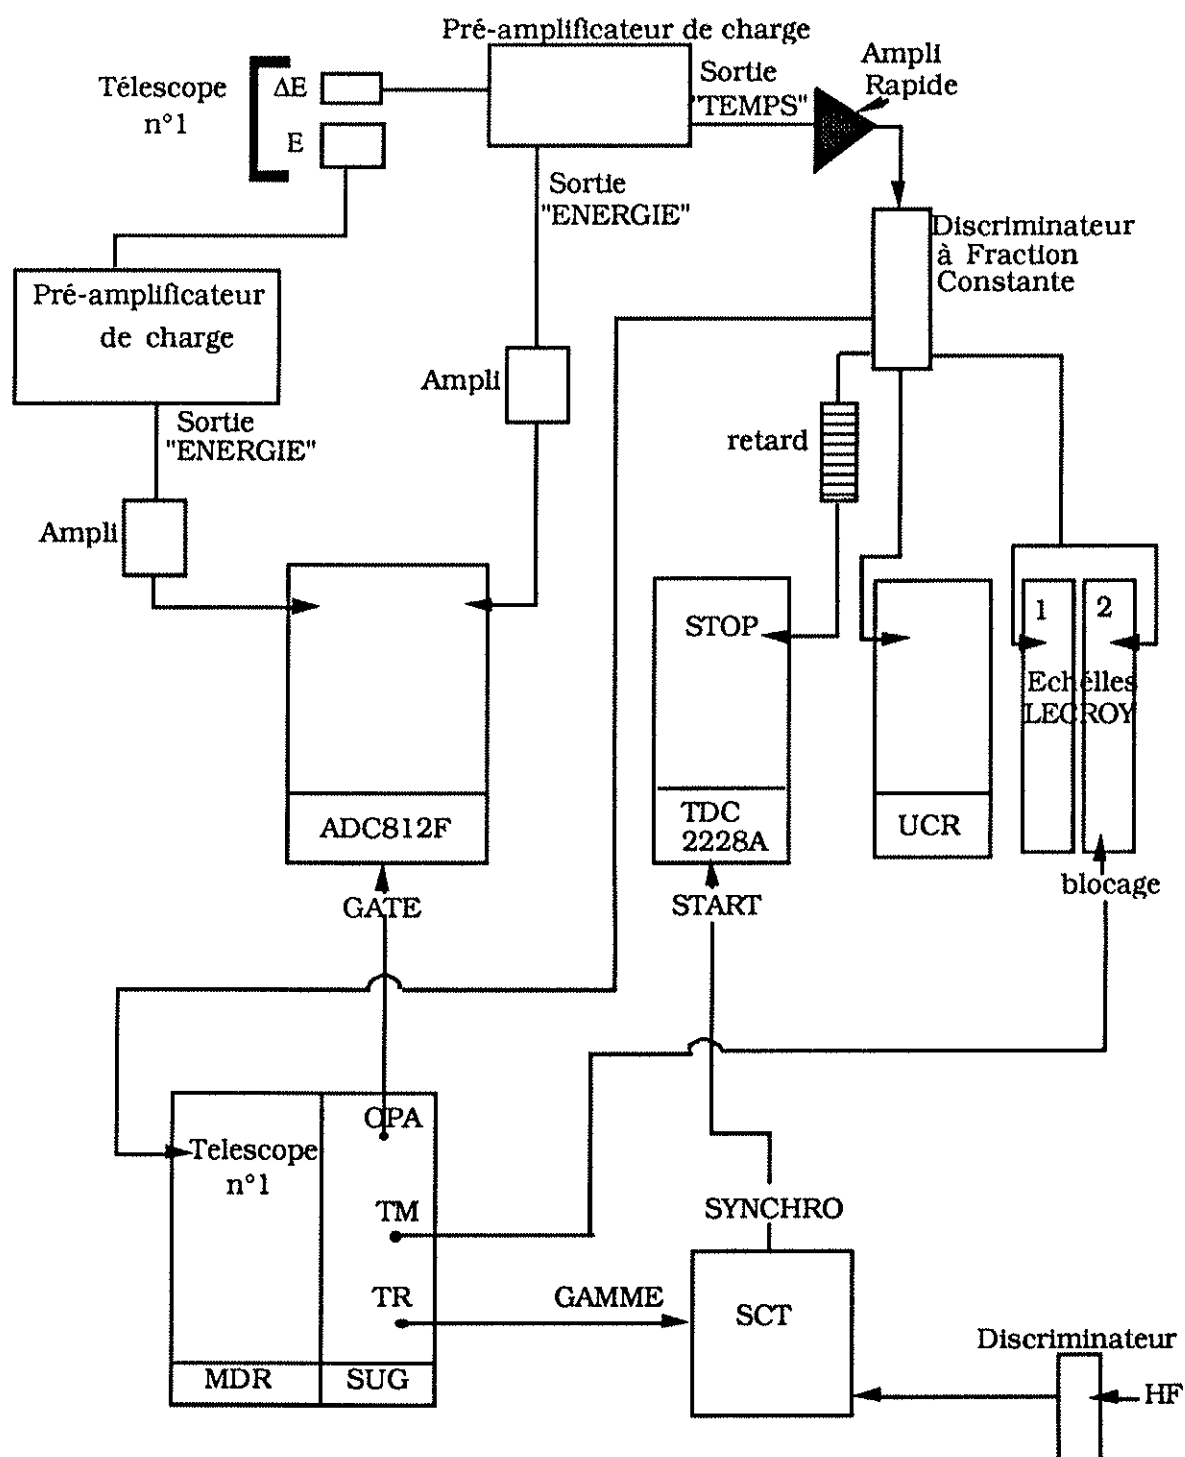 Pré-amplificateur de charge
Télescope
n°1
ΔE
E
Sortie
"TEMPS"
Ampli
Rapide
Sortie
"ENERGIE"
Discriminateur
à Fraction
Constante
Pré-amplificateur
de charge
Ampli
Sortie
"ENERGIE"
retard
Ampli
STOP
1
2
Echélles
LECROY
ADC812F
TDC
2228A
UCR
blocage
GATE
START
OPA
Telescope
n°1
TM
SYNCHRO
TR
GAMME
SCT
Discriminateur
MDR
SUG
HF